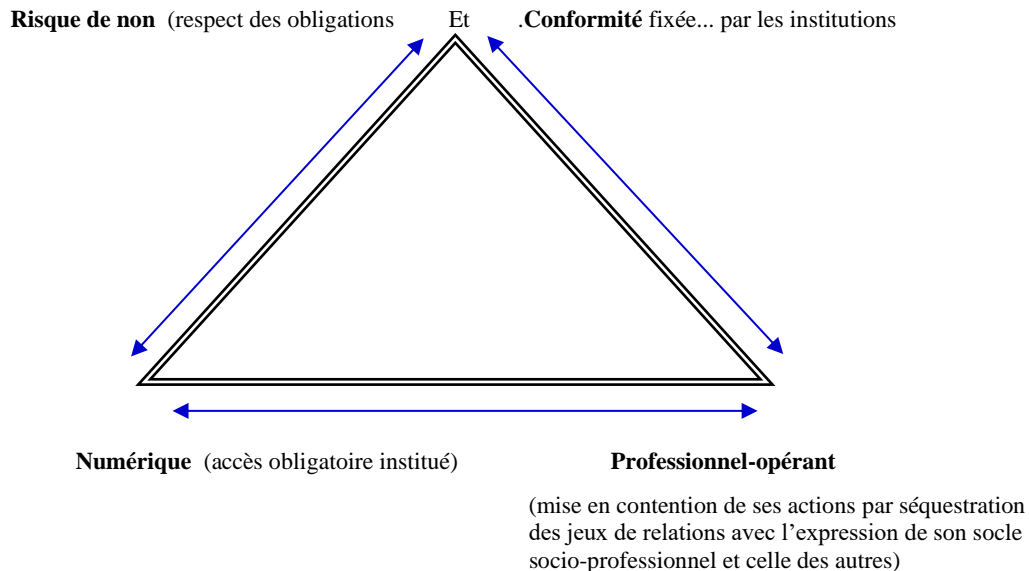 Risque de non (respect des obligations Et .Conformité fixée... par les institutions
Numérique (accès obligatoire institué) Professionnel-opérant
(mise en contention de ses actions par séquestration
des jeux de relations avec l’expression de son socle
socio-professionnel et celle des autres)